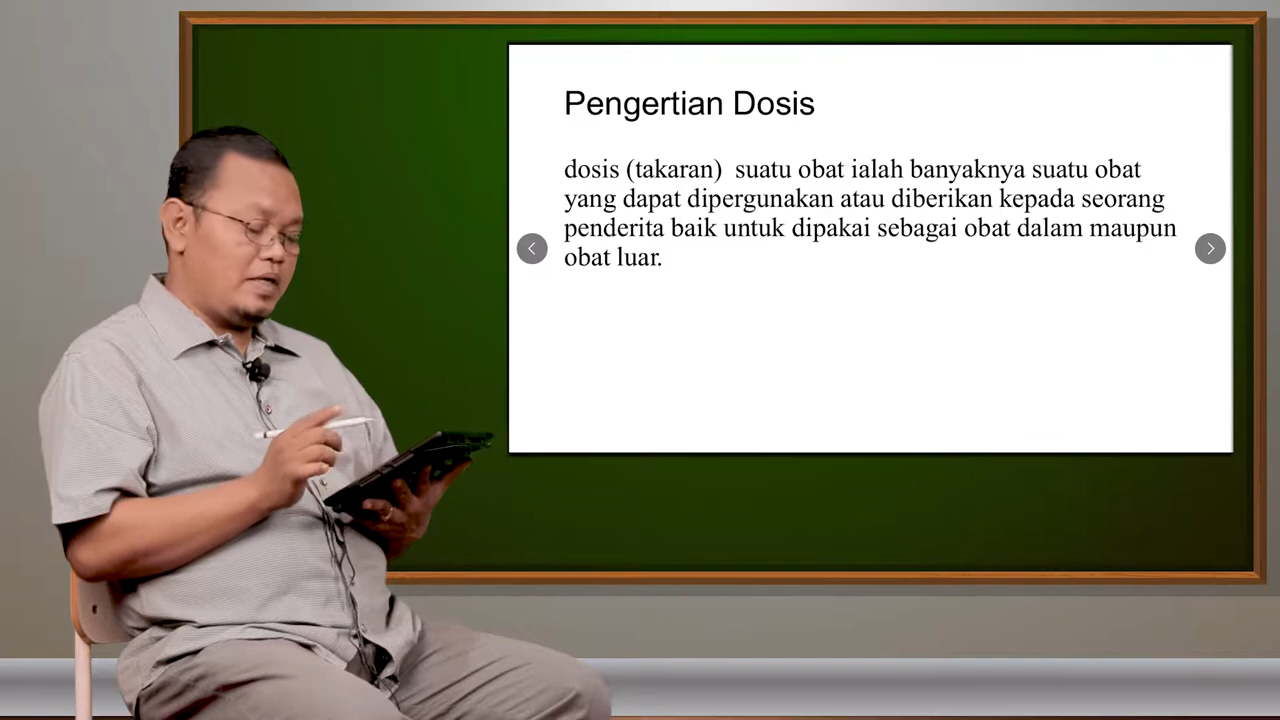 Pengertian Dosis
dosis (takaran)  suatu obat ialah banyaknya suatu obat
yang dapat dipergunakan atau diberikan kepada seorang
penderita baik untuk dipakai sebagai obat dalam maupun
obat luar.